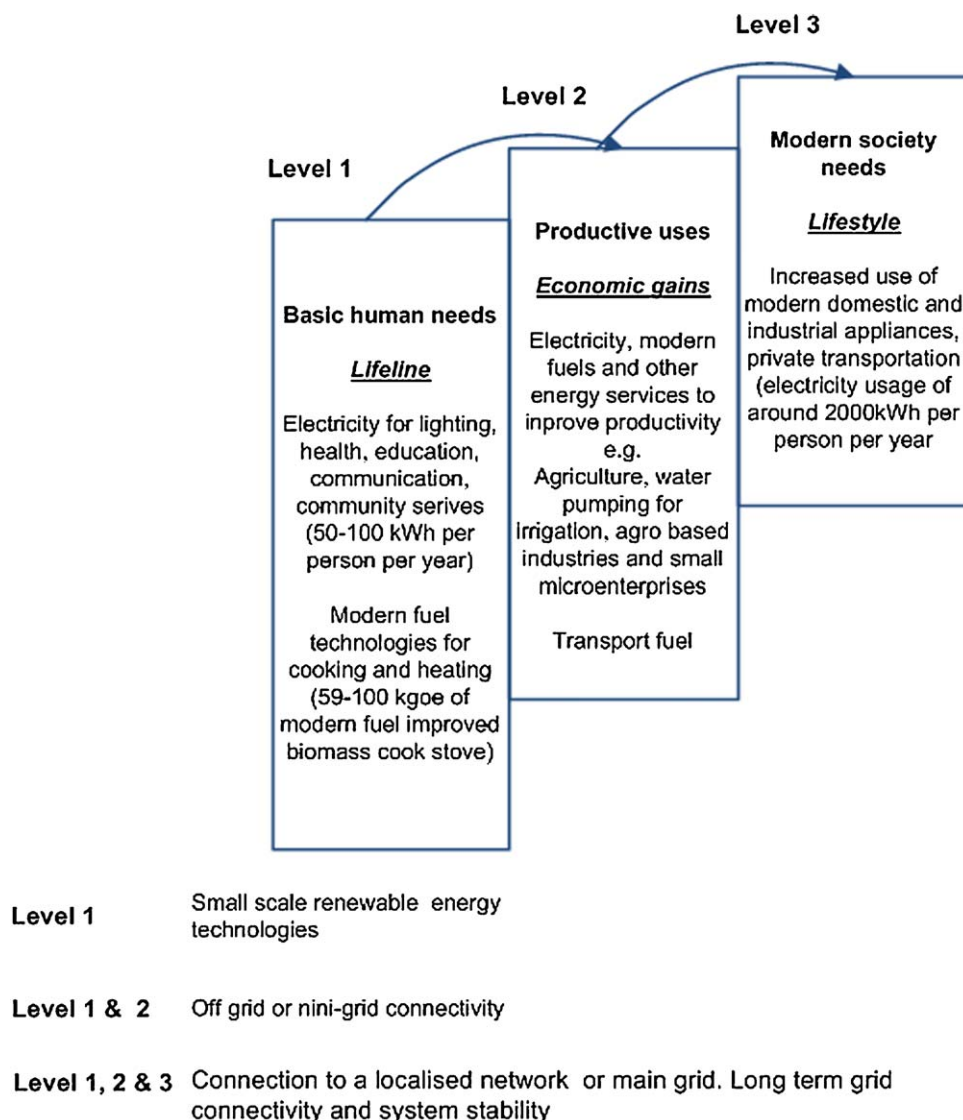 Level 1
Basic human needs
Lifeline
Electricity for lighting,
health, education,
communication,
community serives
(50-100 kWh per
person per year)
Modern fuel
technologies for
cooking and heating
(59-100 kgoe of
modern fuel improved
biomass cook stove)
Level 2
Productive uses
Economic gains
Electricity, modern
fuels and other
energy services to
inprove productivity
e.g.
Agriculture, water
pumping for
irrigation, agro based
industries and small
microenterprises
Transport fuel
Level 3
Modern society
needs
Lifestyle
Increased use of
modern domestic and
industrial appliances,
private transportation
(electricity usage of
around 2000kWh per
person per year
Level 1 Small scale renewable energy
technologies
Level 1 & 2 Off grid or nini-grid connectivity
Level 1, 2 & 3 Connection to a localised network or main grid. Long term grid
connectivity and system stability